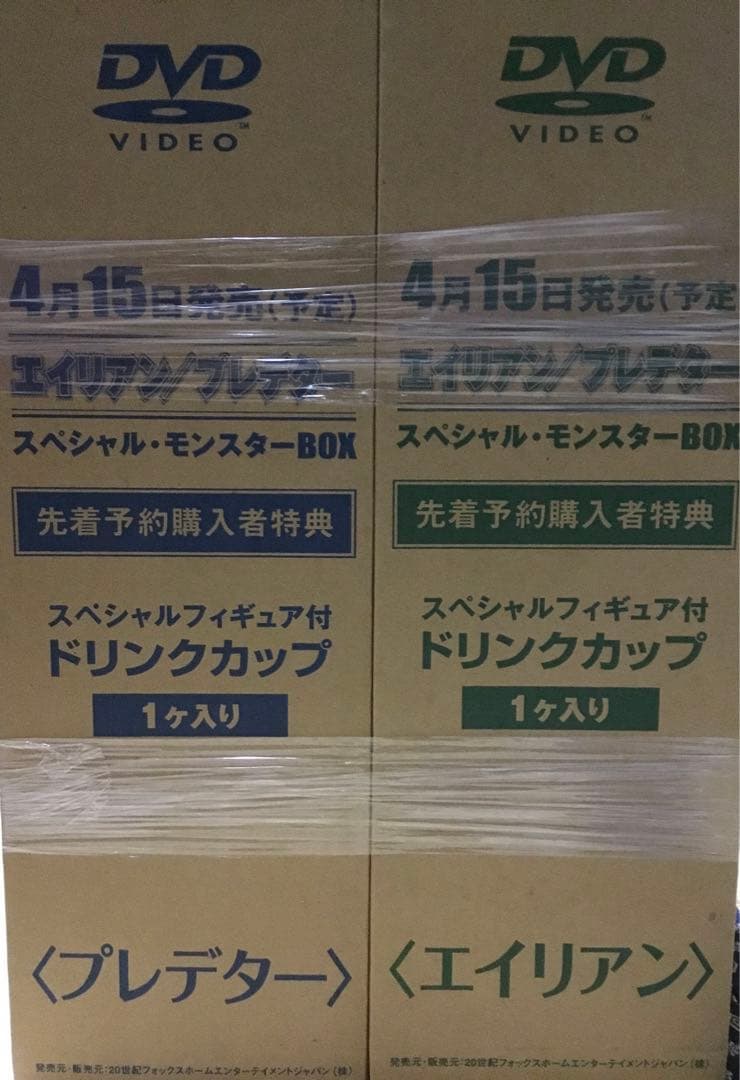 DVD
VIDEO™
4月15日発売(予定)
エイリアン/プレデター
スペシャル・モンスターBOX
先着予約購入者特典
スペシャルフィギュア付
ドリンクカップ
1ヶ入り
〈プレデター〉
発売元・販売元:20世紀フォックスホームエンターテイメントジャパン(株)
DVD
VIDEO™
4月15日発売(予定
エイリアン/プレデター
スペシャル・モンスターBOX
先着予約購入者特典
スペシャルフィギュア付
ドリンクカップ
1ヶ入り
〈エイリアン〉
発売元・販売元:20世紀フォックスホームエンターテイメントジャパン(株)